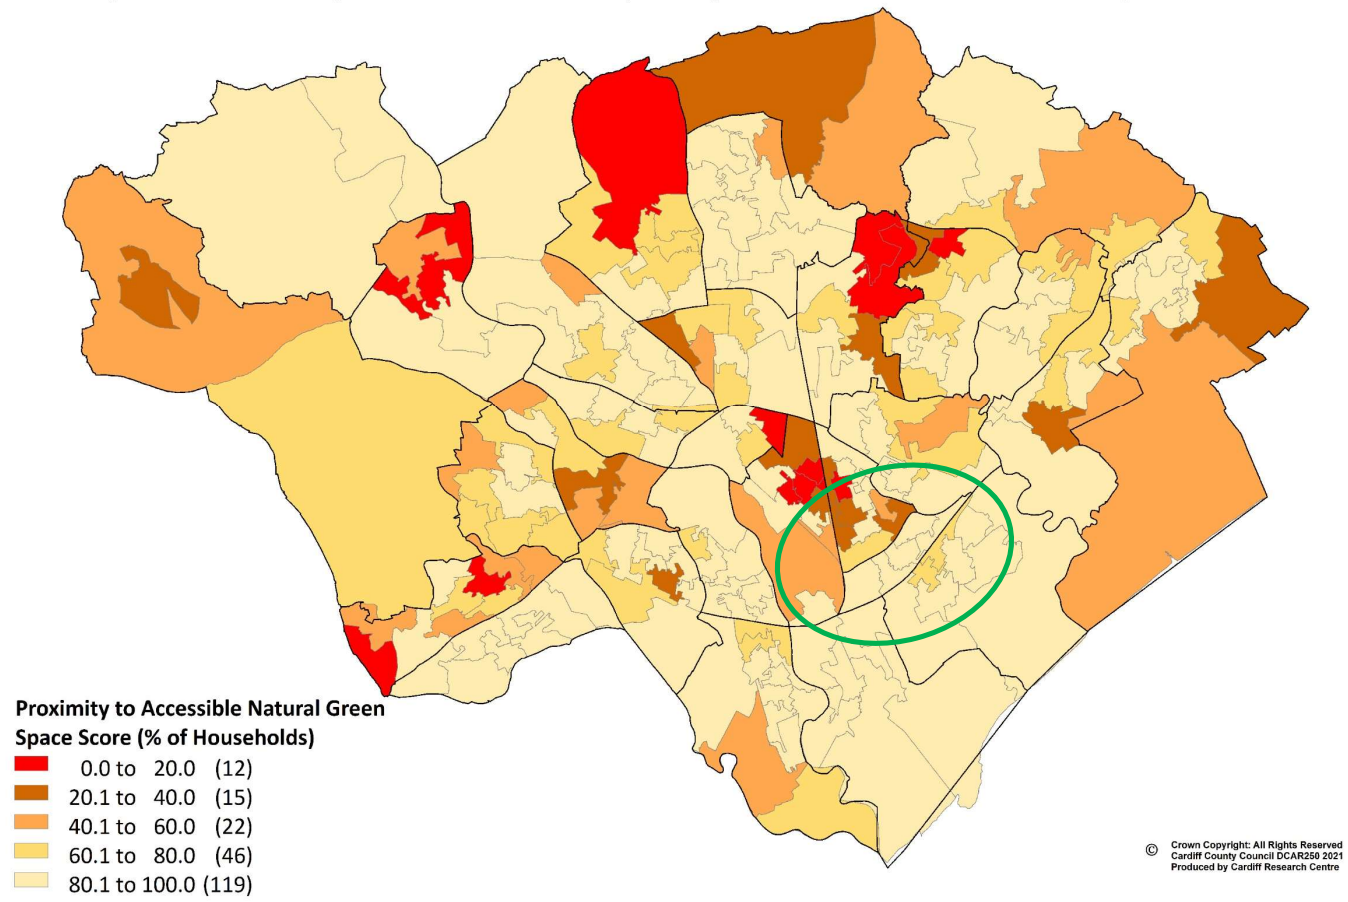 Proximity to Accessible Natural Green
Space Score (% of Households)
0.0 to 20.0 (12)
20.1 to 40.0 (15)
40.1 to 60.0 (22)
60.1 to 80.0 (46)
80.1 to 100.0 (119)
© Crown Copyright: All Rights Reserved
Cardiff County Council DCAR250 2021
Produced by Cardiff Research Centre